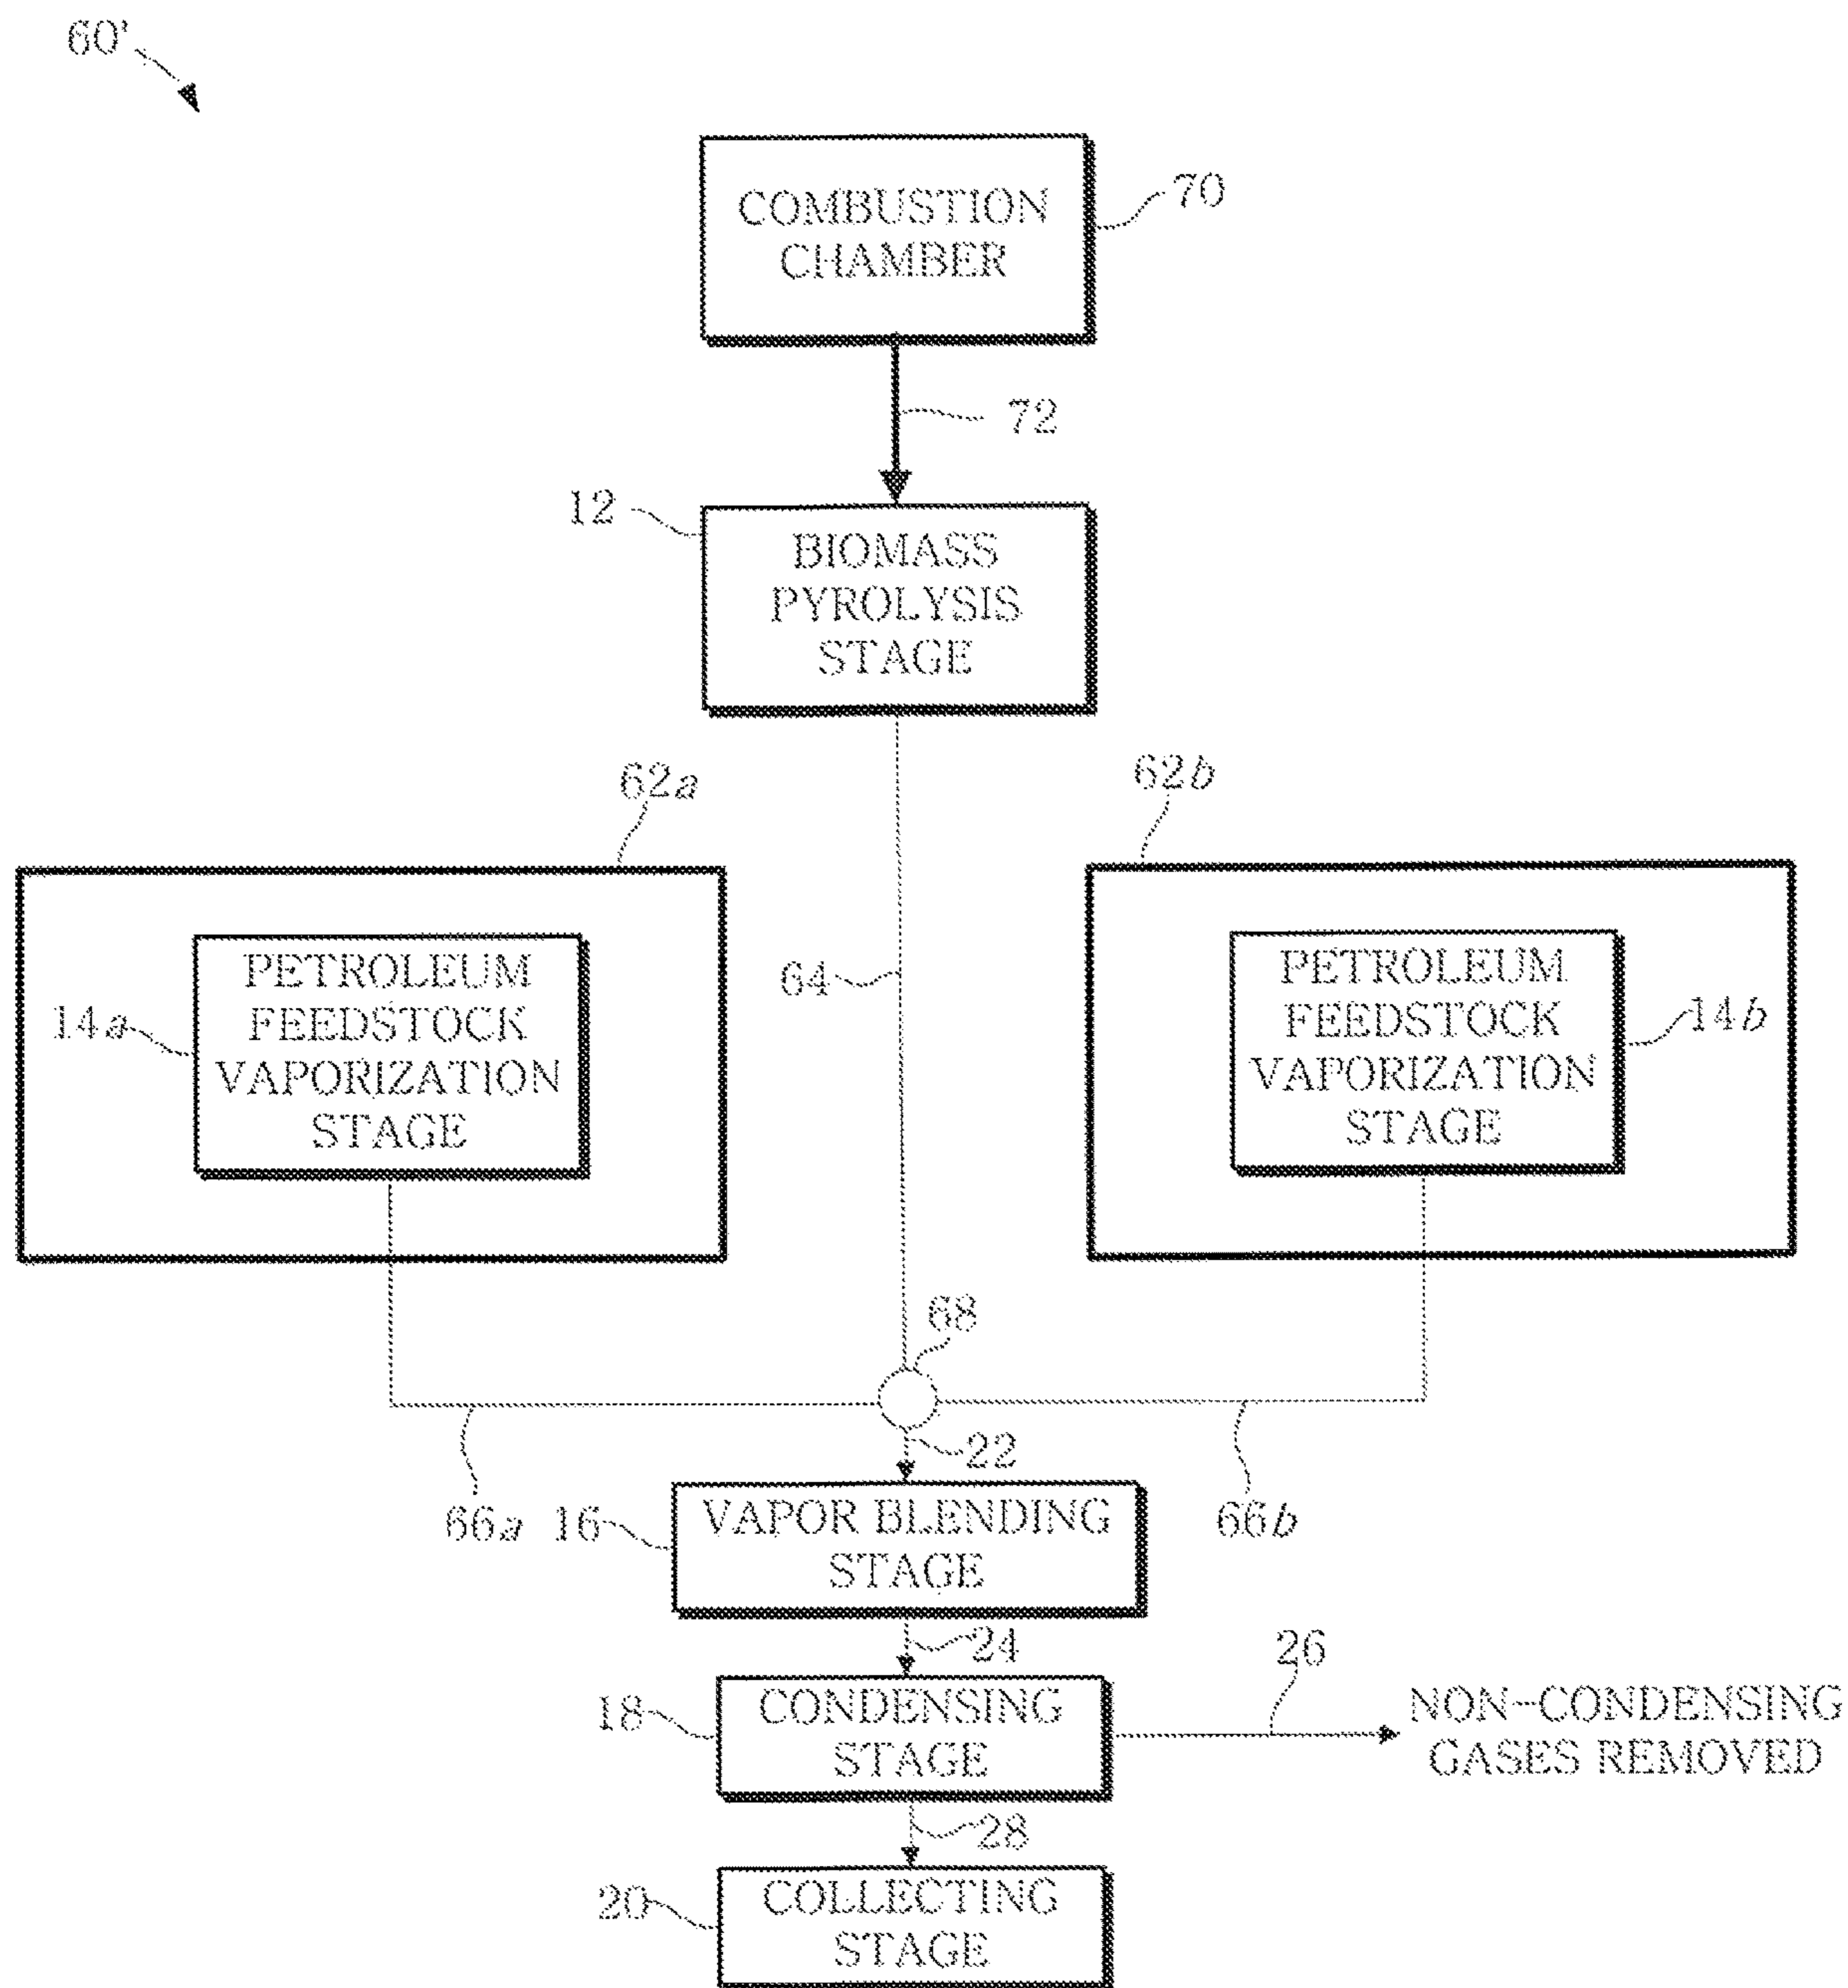 60'
COMBUSTION
CHAMBER
70
72
12
BIOMASS
PYROLYSIS
STAGE
62a
62b
PETROLEUM
FEEDSTOCK
VAPORIZATION
STAGE
14a
64
PETROLEUM
FEEDSTOCK
VAPORIZATION
STAGE
14b
68
22
66a
16
VAPOR BLENDING
STAGE
66b
24
26
18
CONDENSING
STAGE
NON-CONDENSING
GASES REMOVED
28
20
COLLECTING
STAGE